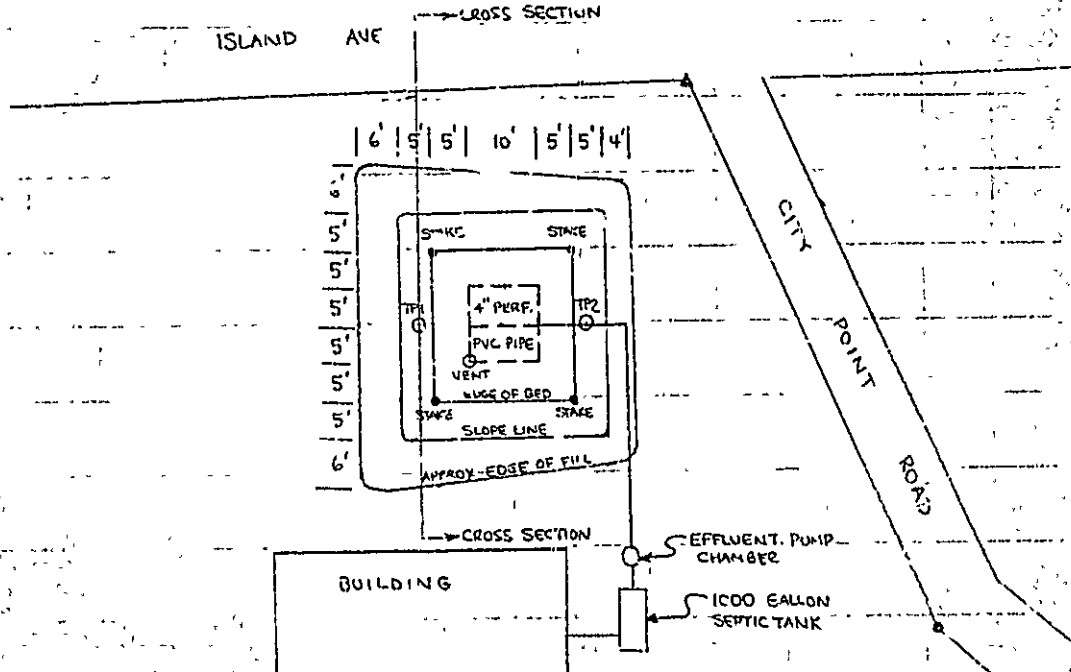 CROSS SECTION
ISLAND AVE
6' 5' 5' 10' 5' 5' 4'
6'
5'
5'
5'
5'
5'
5'
6'
STAKE STAKE
TP1 4" PERF. TP2
PVC PIPE
VENT
EDGE OF BED
STAKE STAKE
SLOPE LINE
APPROX-EDGE OF FILL
CROSS SECTION
CITY
POINT
ROAD
EFFLUENT PUMP
CHAMBER
BUILDING
1000 GALLON
SEPTIC TANK